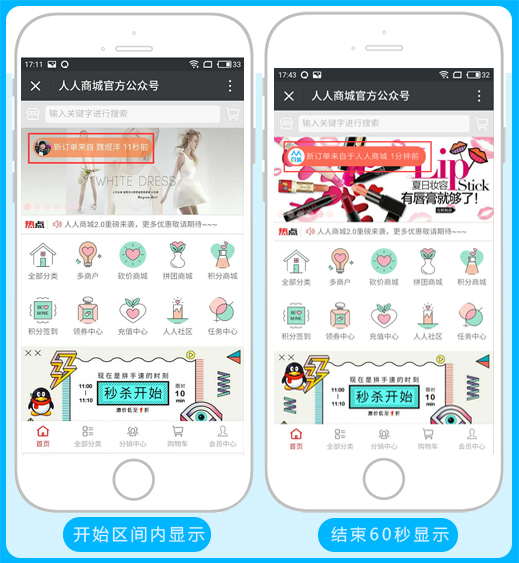 17:11
33
人人商城官方公众号
输入关键字进行搜索
新订单来自 魏煜洋 11秒前
WHITE DRESS
热点
人人商城2.0重磅来袭，更多优惠敬请期待~~~
全部分类
多商户
砍价商城
拼团商城
积分商城
积分签到
领券中心
充值中心
人人社区
任务中心
现在是拼手速的时刻
11:00
11:10
秒杀开始
限时
10
min
最价低至1折
首页
全部分类
分销中心
购物车
会员中心
开始区间内显示
17:43
32
人人商城官方公众号
输入关键字进行搜索
新订单来自于人人商城 1分钟前
Lip
Stick
夏日妆容
有唇膏就够了!
热点
人人商城2.0重磅来袭，更多优惠敬请期待~~~
全部分类
多商户
砍价商城
拼团商城
积分商城
积分签到
领券中心
充值中心
人人社区
任务中心
现在是拼手速的时刻
11:00
11:10
秒杀开始
限时
10
min
首页
全部分类
分销中心
购物车
会员中心
结束60秒显示